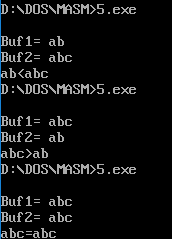 D:\DOS\MASM>5.exe
Buf1= ab
Buf2= abc
ab<abc
D:\DOS\MASM>5.exe
Buf1= abc
Buf2= ab
abc>ab
D:\DOS\MASM>5.exe
Buf1= abc
Buf2= abc
abc=abc